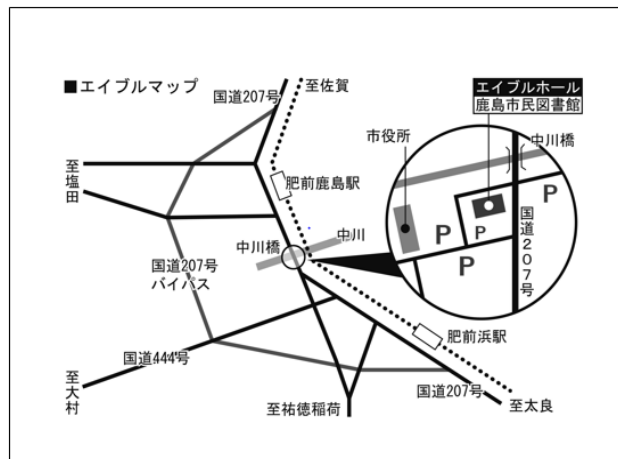 ■エイブルマップ
至佐賀
国道207号
エイブルホール
鹿島市民図書館
市役所
中川橋
至塩田
肥前鹿島駅
P
中川
P
P
P
国道207号
中川橋
国道207号
バイパス
肥前浜駅
国道444号
至大村
国道207号
至祐徳稲荷
至太良